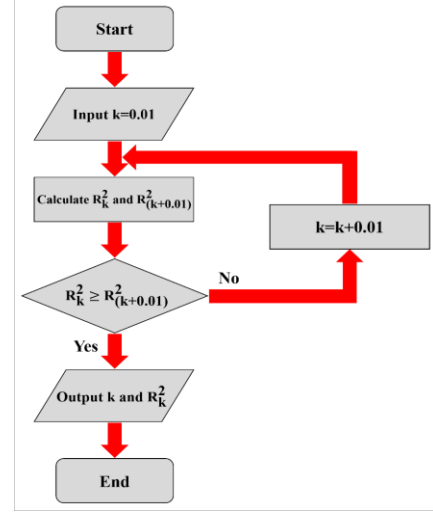 Start
Input k=0.01
Calculate R²ₖ and R²₍ₖ₊₀.₀₁₎
k=k+0.01
R²ₖ ≥ R²₍ₖ₊₀.₀₁₎
No
Yes
Output k and R²ₖ
End